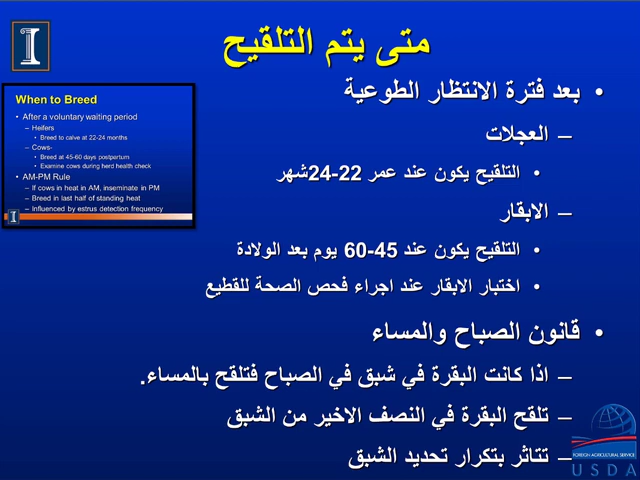 متى يتم التلقيح
• بعد فترة الانتظار الطوعية
– العجلات
• التلقيح يكون عند عمر 22-24شهر
– الابقار
• التلقيح يكون عند 45-60 يوم بعد الولادة
• اختبار الابقار عند اجراء فحص الصحة للقطيع
• قانون الصباح والمساء
– اذا كانت البقرة في شبق في الصباح فتلقح بالمساء.
– تلقح البقرة في النصف الاخير من الشبق
– تتاثر بتكرار تحديد الشبق
When to Breed
• After a voluntary waiting period
– Heifers
• Breed to calve at 22-24 months
– Cows-
• Breed at 45-60 days postpartum
• Examine cows during herd health check
• AM-PM Rule
– If cows in heat in AM, inseminate in PM
– Breed in last half of standing heat
– Influenced by estrus detection frequency
I
I
FOREIGN AGRICULTURAL SERVICE
USDA